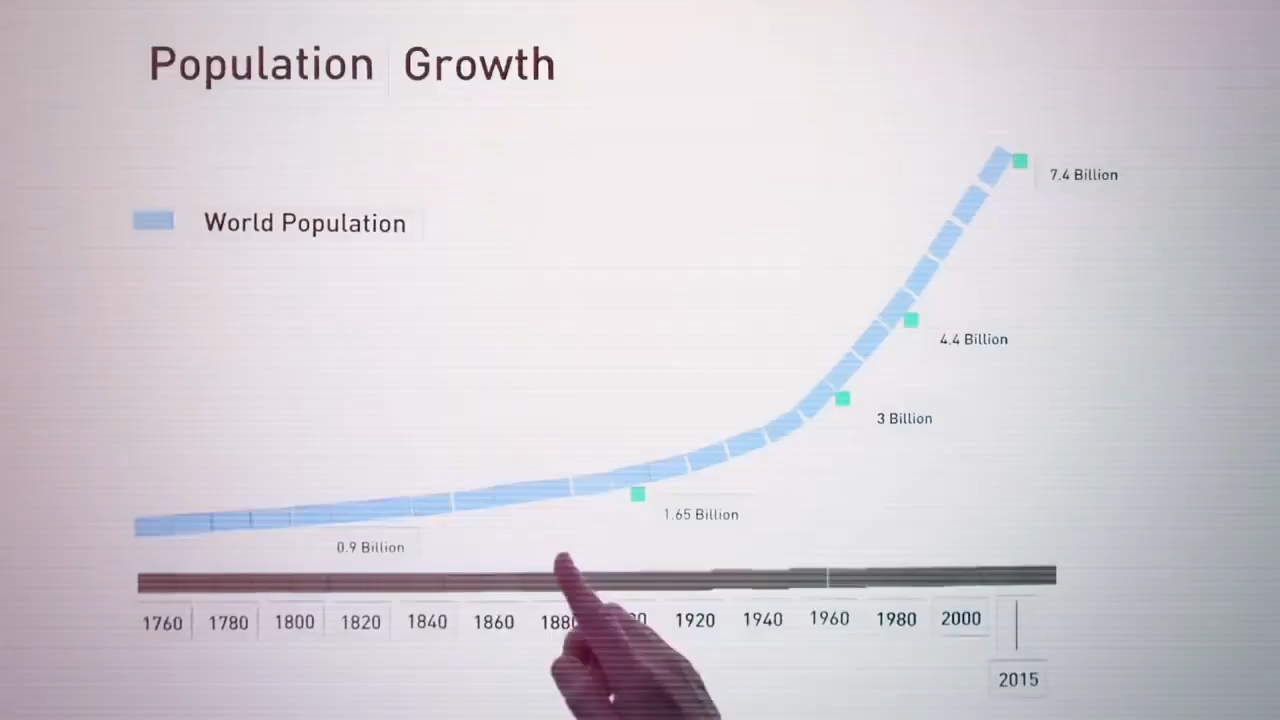 Population Growth
World Population
7.4 Billion
4.4 Billion
3 Billion
1.65 Billion
0.9 Billion
1760 1780 1800 1820 1840 1860 1880 1920 1940 1960 1980 2000
2015